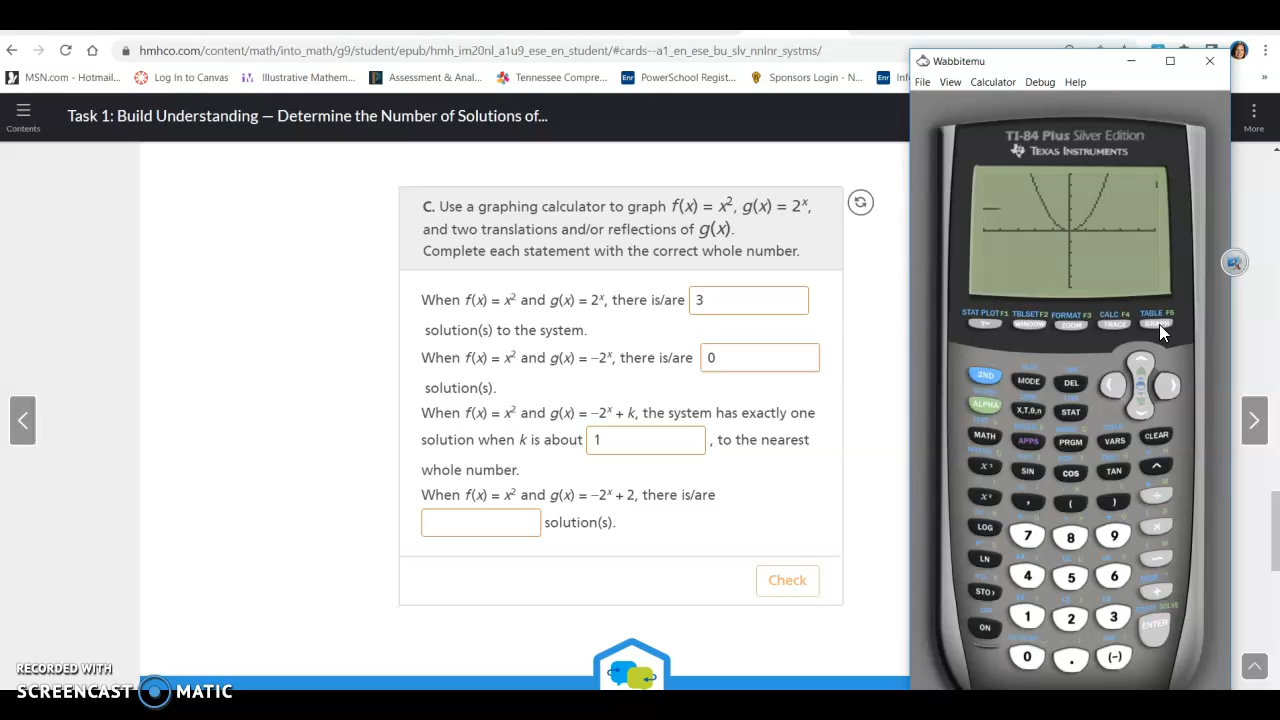 hmhco.com/content/math/into_math/g9/student/epub/hmh_im20nl_a1u9_ese_en_student/#cards--a1_en_ese_bu_slv_nnlnr_systms/
MSN.com - Hotmail...
Log In to Canvas
Illustrative Mathem...
Assessment & Anal...
Tennessee Compre...
PowerSchool Regist...
Sponsors Login - N...
Contents
Task 1: Build Understanding — Determine the Number of Solutions of...
More
C. Use a graphing calculator to graph f(x) = x², g(x) = 2ˣ,
and two translations and/or reflections of g(x).
Complete each statement with the correct whole number.
When f(x) = x² and g(x) = 2ˣ, there is/are 3
solution(s) to the system.
When f(x) = x² and g(x) = −2ˣ, there is/are 0
solution(s).
When f(x) = x² and g(x) = −2ˣ + k, the system has exactly one
solution when k is about 1 , to the nearest
whole number.
When f(x) = x² and g(x) = −2ˣ + 2, there is/are
solution(s).
Check
Wabbitemu
File View Calculator Debug Help
TI-84 Plus Silver Edition
TEXAS INSTRUMENTS
STAT PLOT F1 TBLSET F2 FORMAT F3 CALC F4 TABLE F5
Y= WINDOW ZOOM TRACE GRAPH
2ND MODE DEL
ALPHA X,T,θ,n STAT
MATH APPS PRGM VARS CLEAR
SIN COS TAN ^
x² , ( ) ÷
LOG 7 8 9 ×
LN 4 5 6 −
STO› 1 2 3 +
ON 0 . (−) ENTER
RECORDED WITH
SCREENCAST MATIC